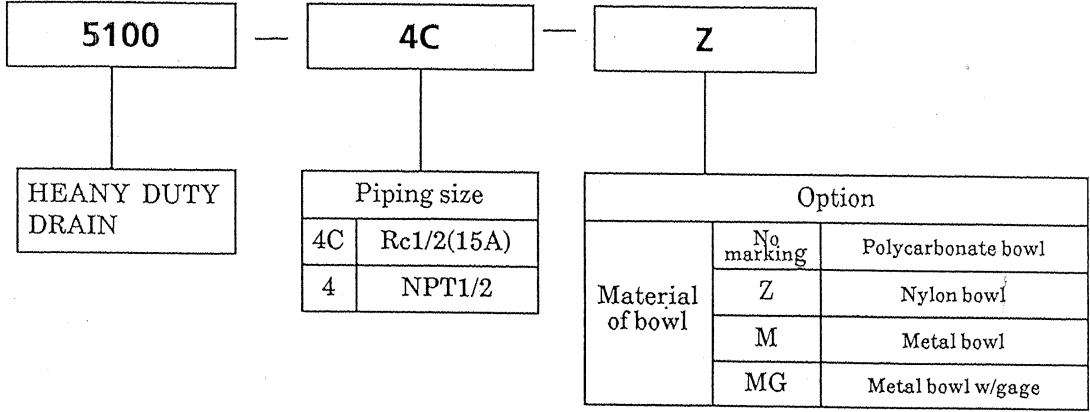 5100 — 4C — Z
HEANY DUTY
DRAIN
Piping size
4C Rc1/2(15A)
4 NPT1/2
Option
Material
of bowl
No
marking Polycarbonate bowl
Z Nylon bowl
M Metal bowl
MG Metal bowl w/gage